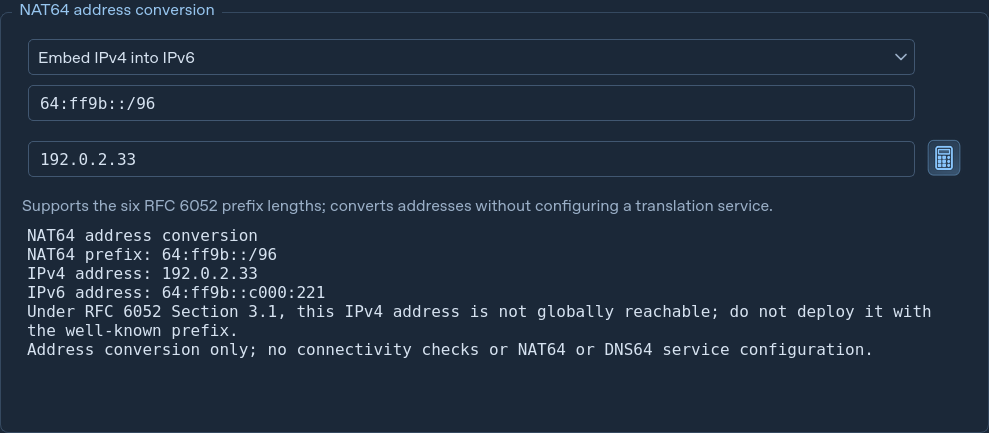 NAT64 address conversion
Embed IPv4 into IPv6
64:ff9b::/96
192.0.2.33
Supports the six RFC 6052 prefix lengths; converts addresses without configuring a translation service.
NAT64 address conversion
NAT64 prefix: 64:ff9b::/96
IPv4 address: 192.0.2.33
IPv6 address: 64:ff9b::c000:221
Under RFC 6052 Section 3.1, this IPv4 address is not globally reachable; do not deploy it with
the well-known prefix.
Address conversion only; no connectivity checks or NAT64 or DNS64 service configuration.